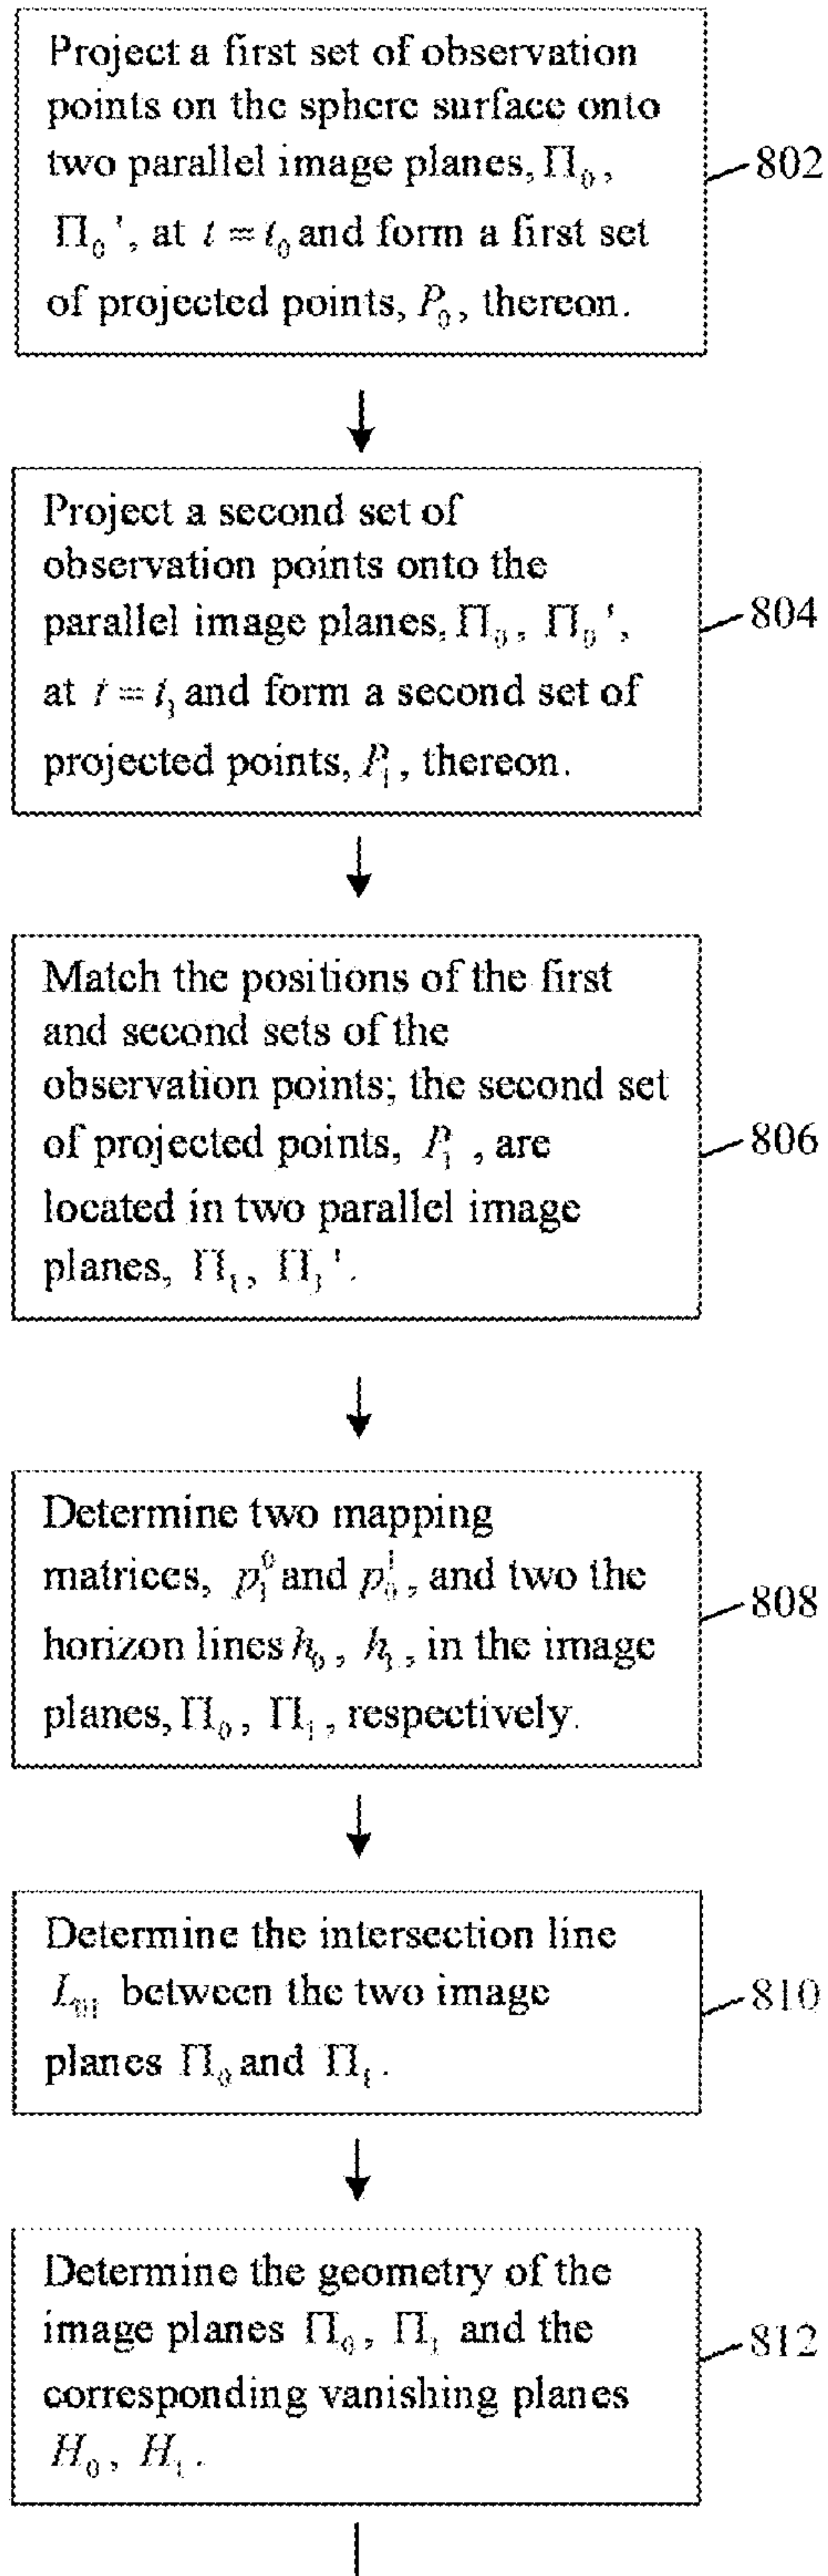 Project a first set of observation
points on the sphere surface onto
two parallel image planes, Π₀,
Π₀', at t = t₀ and form a first set
of projected points, P₀, thereon.
802
Project a second set of
observation points onto the
parallel image planes, Π₀, Π₀',
at t = t₁ and form a second set of
projected points, P₁, thereon.
804
Match the positions of the first
and second sets of the
observation points; the second set
of projected points, P₁, are
located in two parallel image
planes, Π₁, Π₁'.
806
Determine two mapping
matrices, p₁⁰ and p₀¹, and two the
horizon lines h₀, h₁, in the image
planes, Π₀, Π₁, respectively.
808
Determine the intersection line
L₀₁ between the two image
planes Π₀ and Π₁.
810
Determine the geometry of the
image planes Π₀, Π₁ and the
corresponding vanishing planes
H₀, H₁.
812